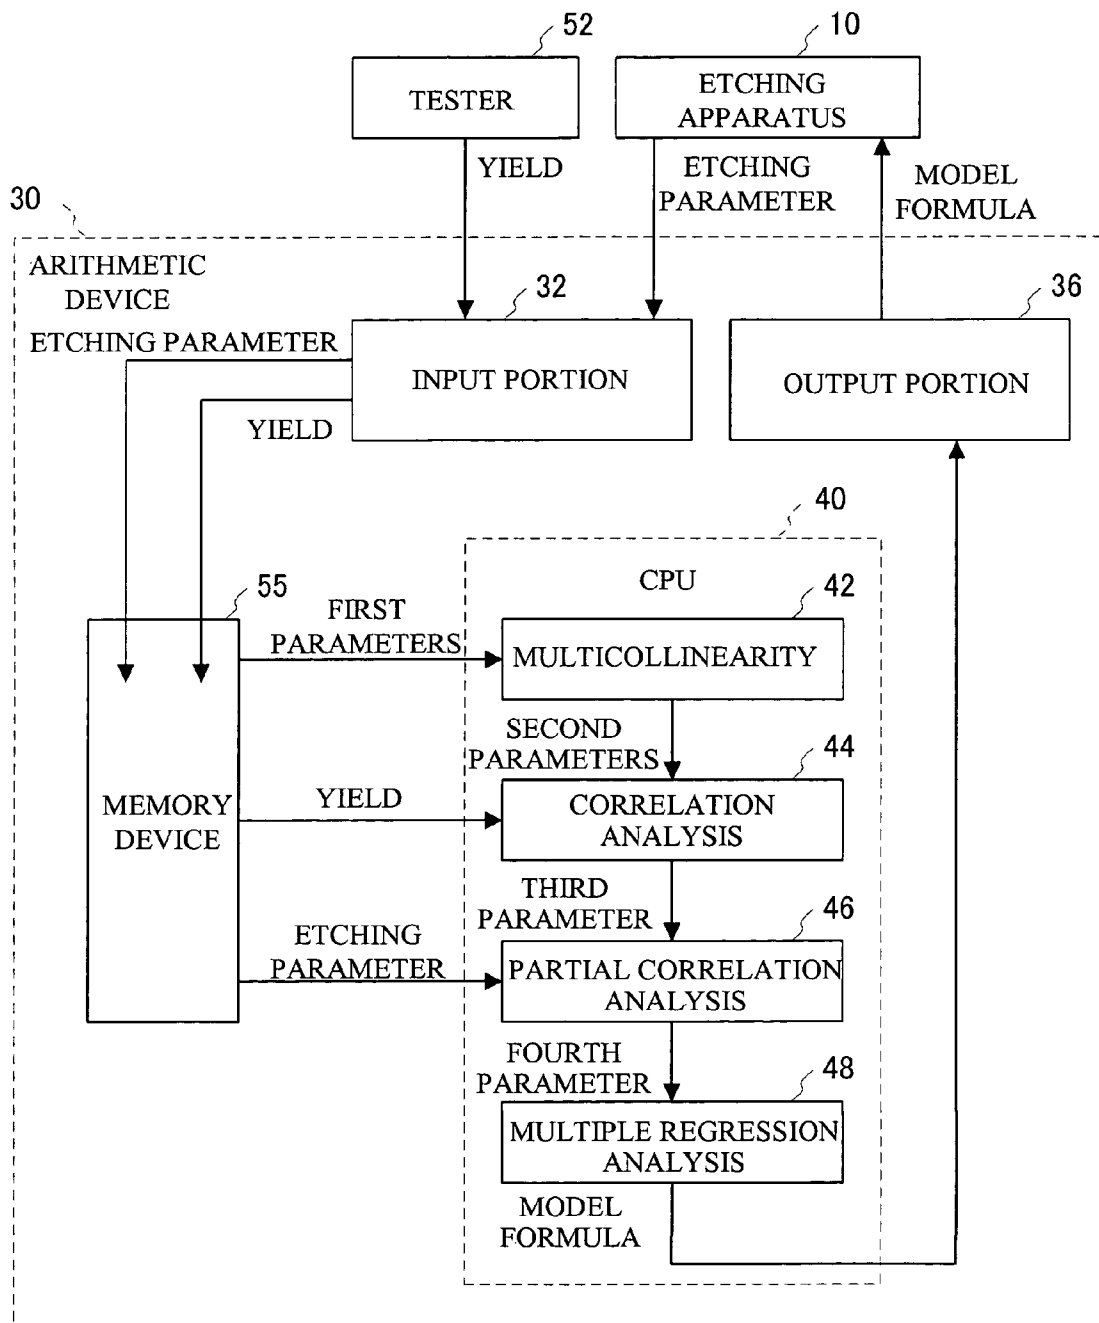 52
10
TESTER
ETCHING
APPARATUS
YIELD
ETCHING
PARAMETER
MODEL
FORMULA
30
ARITHMETIC
DEVICE
32
36
ETCHING PARAMETER
INPUT PORTION
OUTPUT PORTION
YIELD
40
CPU
55
FIRST
PARAMETERS
42
MULTICOLLINEARITY
SECOND
PARAMETERS
44
MEMORY
DEVICE
YIELD
CORRELATION
ANALYSIS
THIRD
PARAMETER
46
ETCHING
PARAMETER
PARTIAL CORRELATION
ANALYSIS
FOURTH
PARAMETER
48
MULTIPLE REGRESSION
ANALYSIS
MODEL
FORMULA